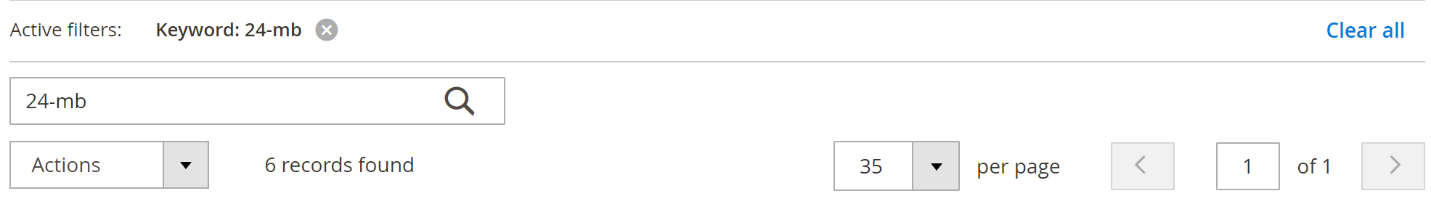 Active filters: Keyword: 24-mb Clear all
24-mb
Actions 6 records found 35 per page 1 of 1